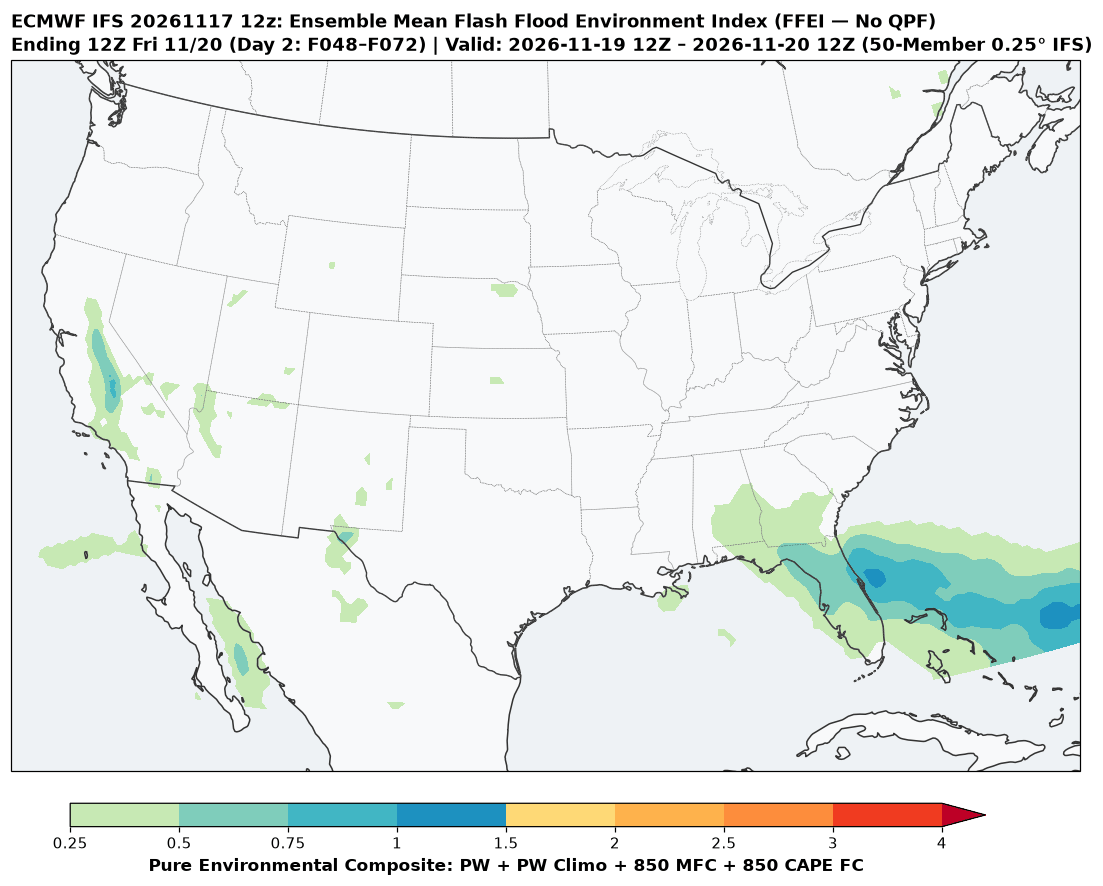 ECMWF IFS 20261117 12z: Ensemble Mean Flash Flood Environment Index (FFEI — No QPF)
Ending 12Z Fri 11/20 (Day 2: F048–F072) | Valid: 2026-11-19 12Z – 2026-11-20 12Z (50-Member 0.25° IFS)
0.25 0.5 0.75 1 1.5 2 2.5 3 4
Pure Environmental Composite: PW + PW Climo + 850 MFC + 850 CAPE FC